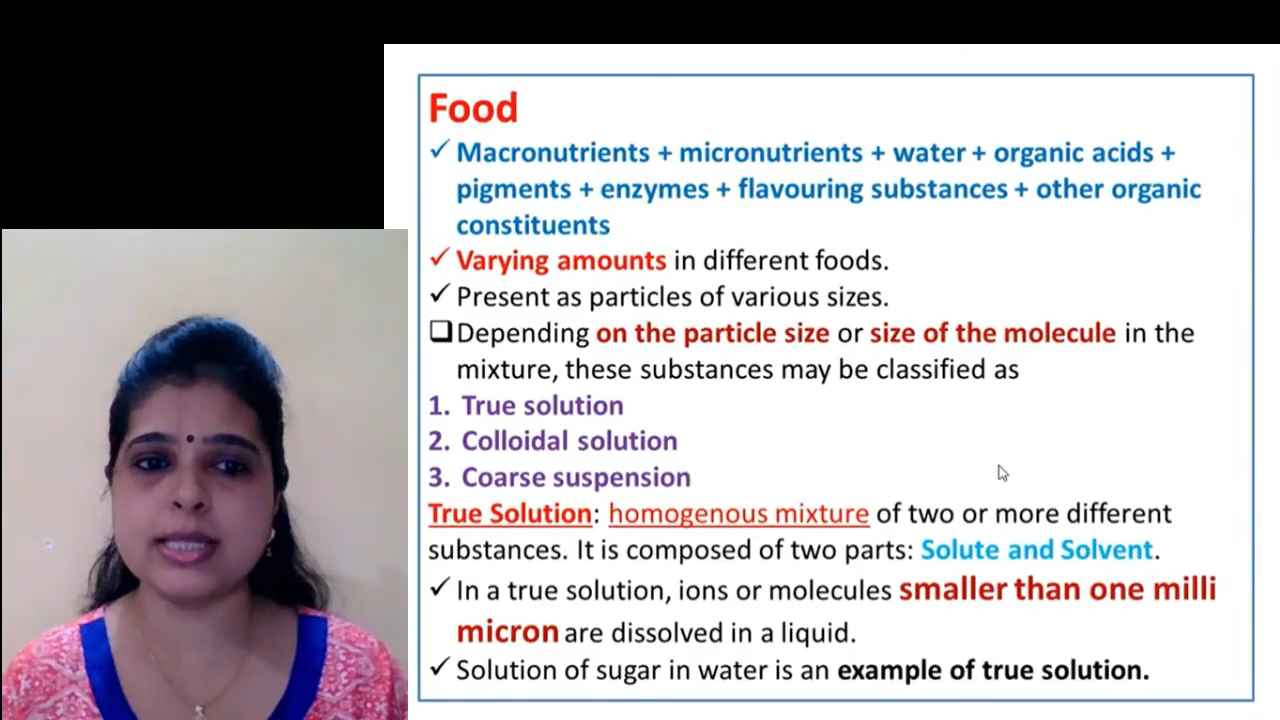 Food
✓ Macronutrients + micronutrients + water + organic acids +
pigments + enzymes + flavouring substances + other organic
constituents
✓ Varying amounts in different foods.
✓ Present as particles of various sizes.
❑ Depending on the particle size or size of the molecule in the
mixture, these substances may be classified as
1. True solution
2. Colloidal solution
3. Coarse suspension
True Solution: homogenous mixture of two or more different
substances. It is composed of two parts: Solute and Solvent.
✓ In a true solution, ions or molecules smaller than one milli
micron are dissolved in a liquid.
✓ Solution of sugar in water is an example of true solution.